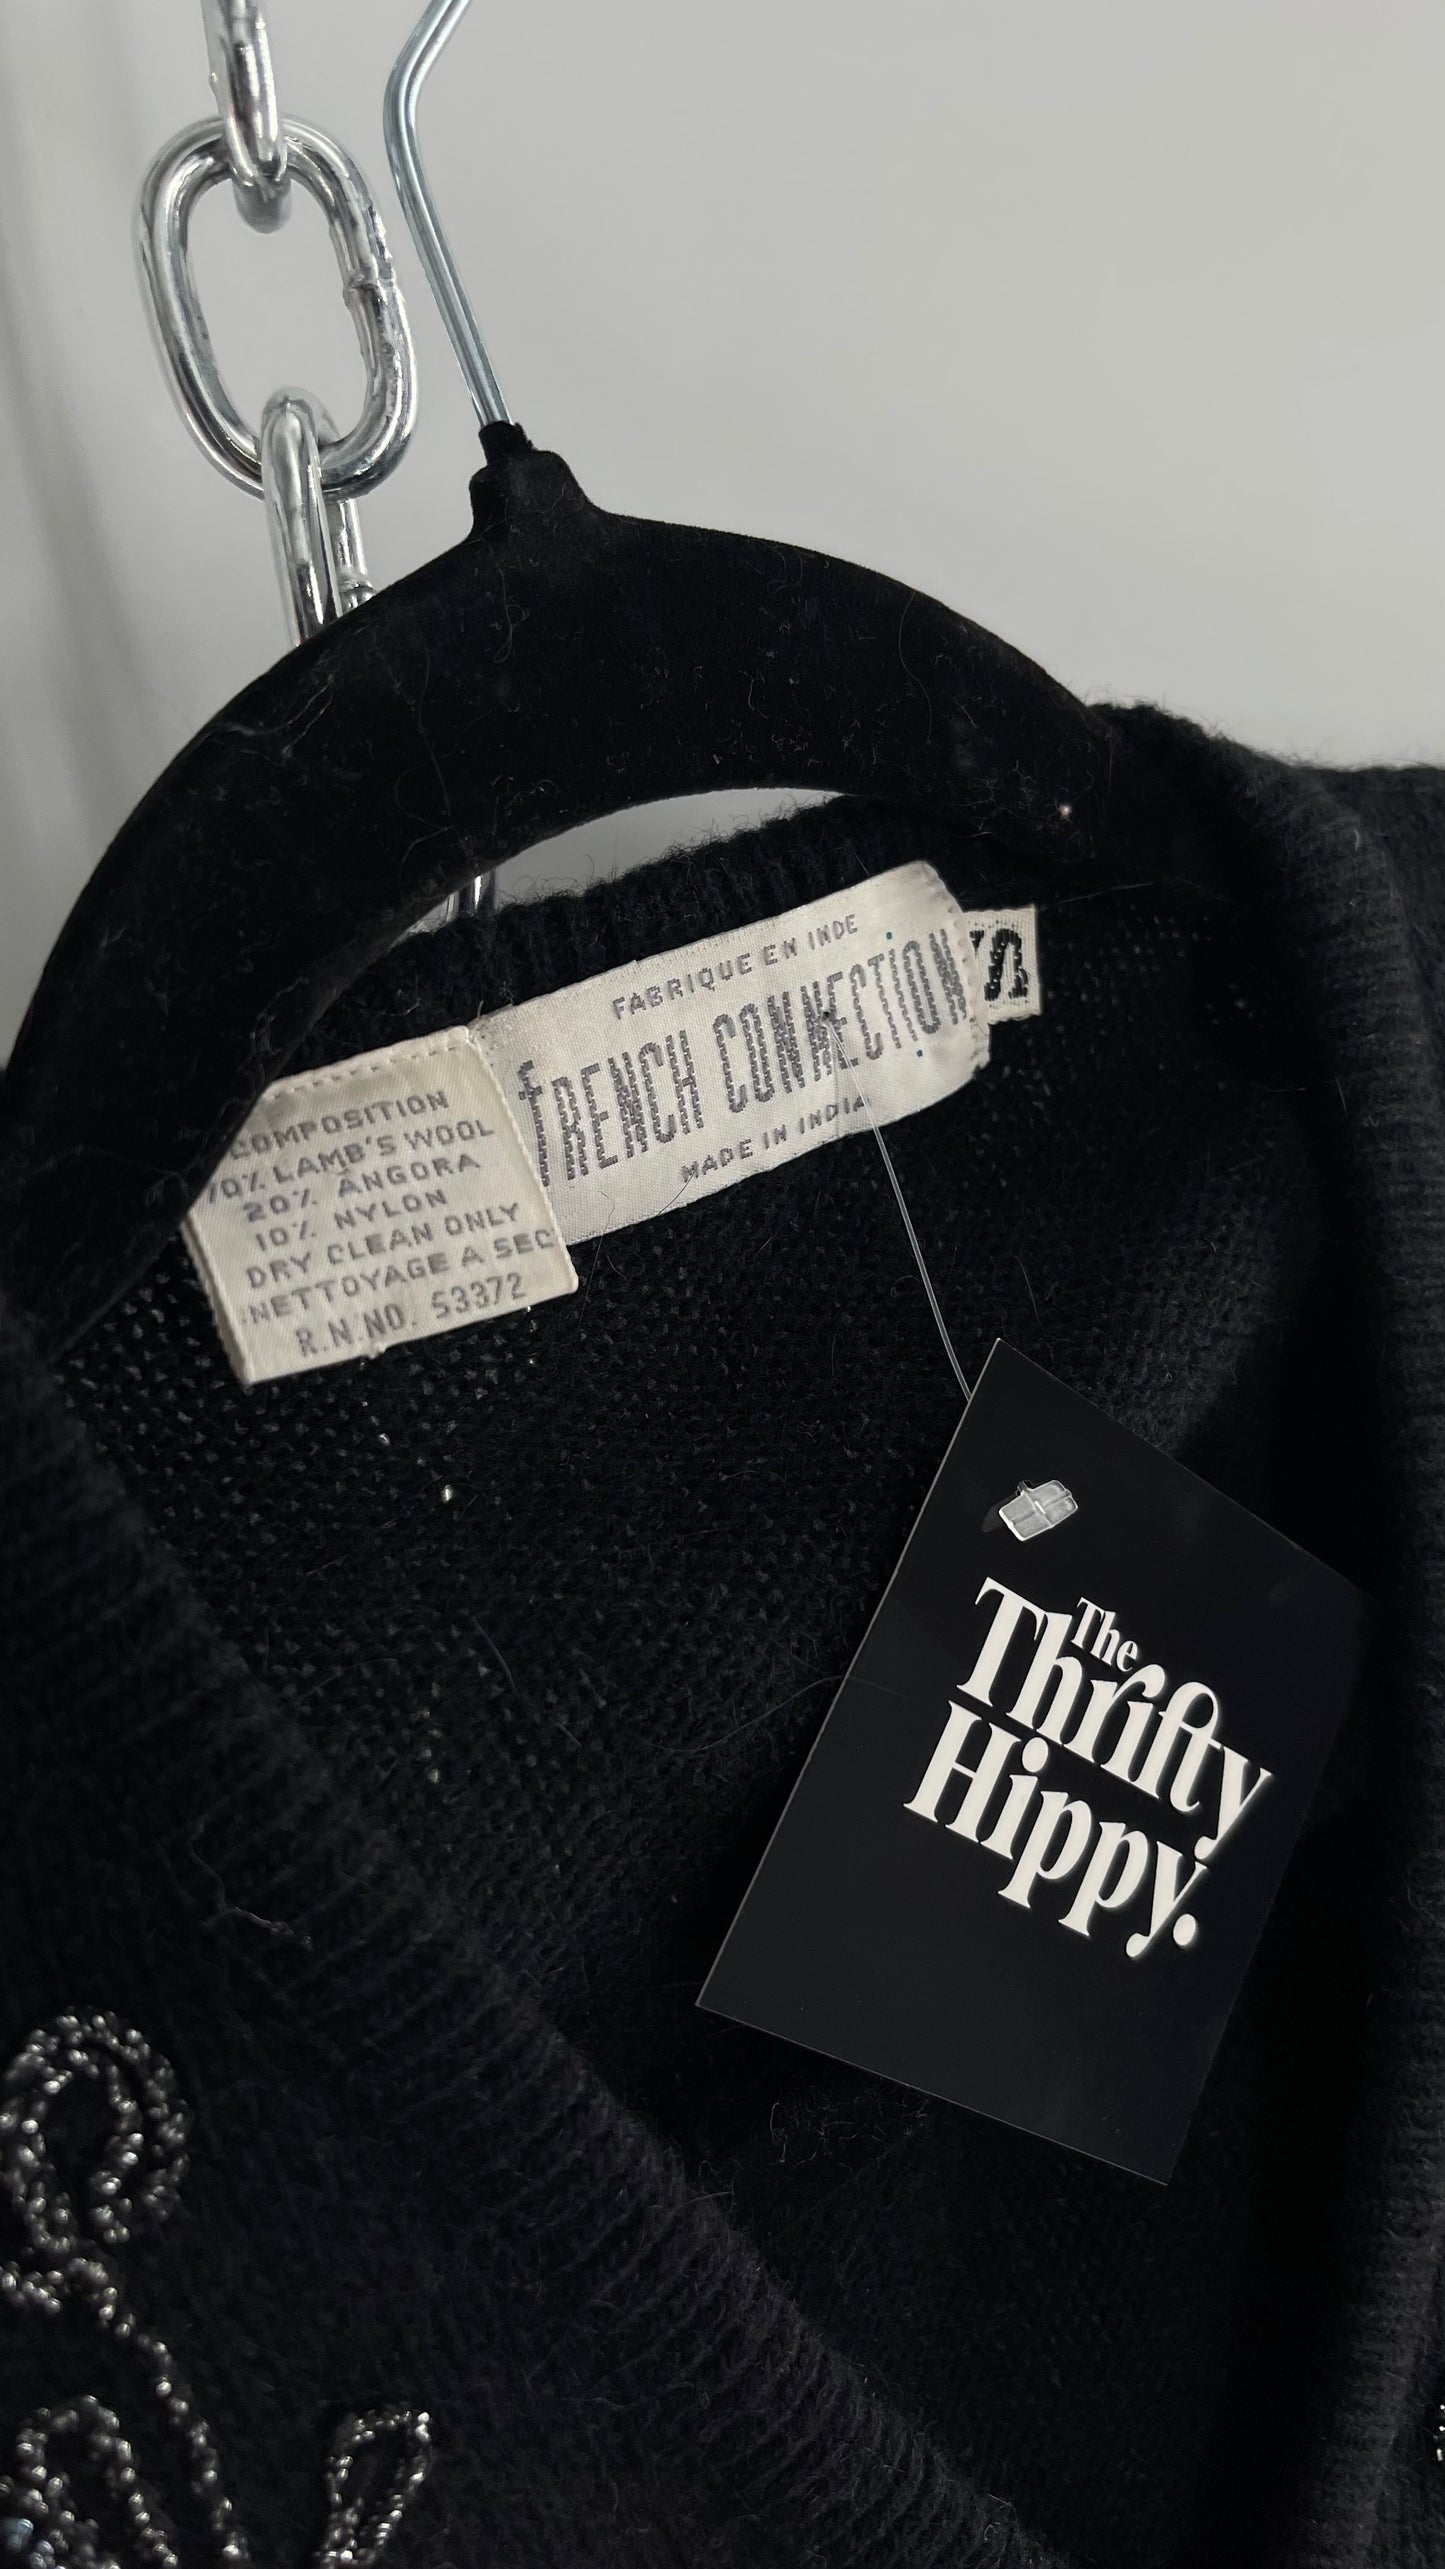 FABRIQUE EN INDE
fRENCH CONNECTiON
MADE IN INDIA
COMPOSITION
70% LAMB'S WOOL
20% ANGORA
10% NYLON
DRY CLEAN ONLY
NETTOYAGE A SEC
R.N.NO. 53372
The
Thrifty
Hippy.